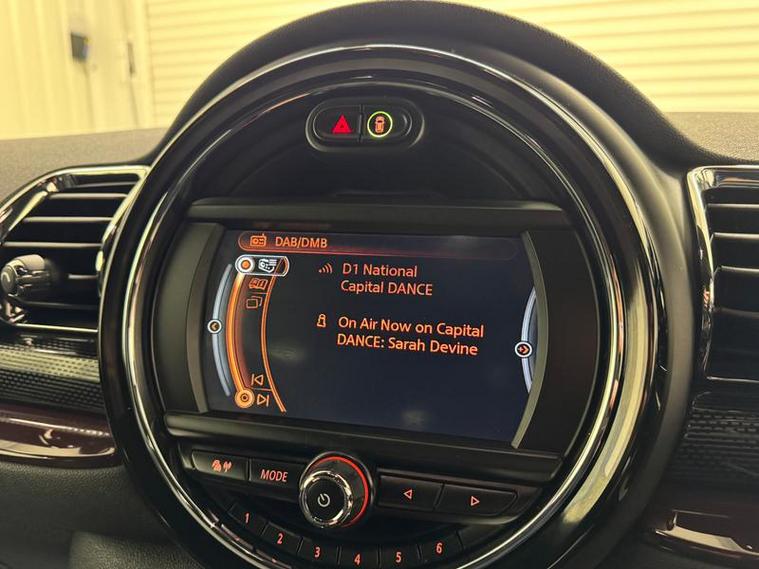 DAB/DMB
D1 National
Capital DANCE
On Air Now on Capital
DANCE: Sarah Devine
MODE
1 2 3 4 5 6